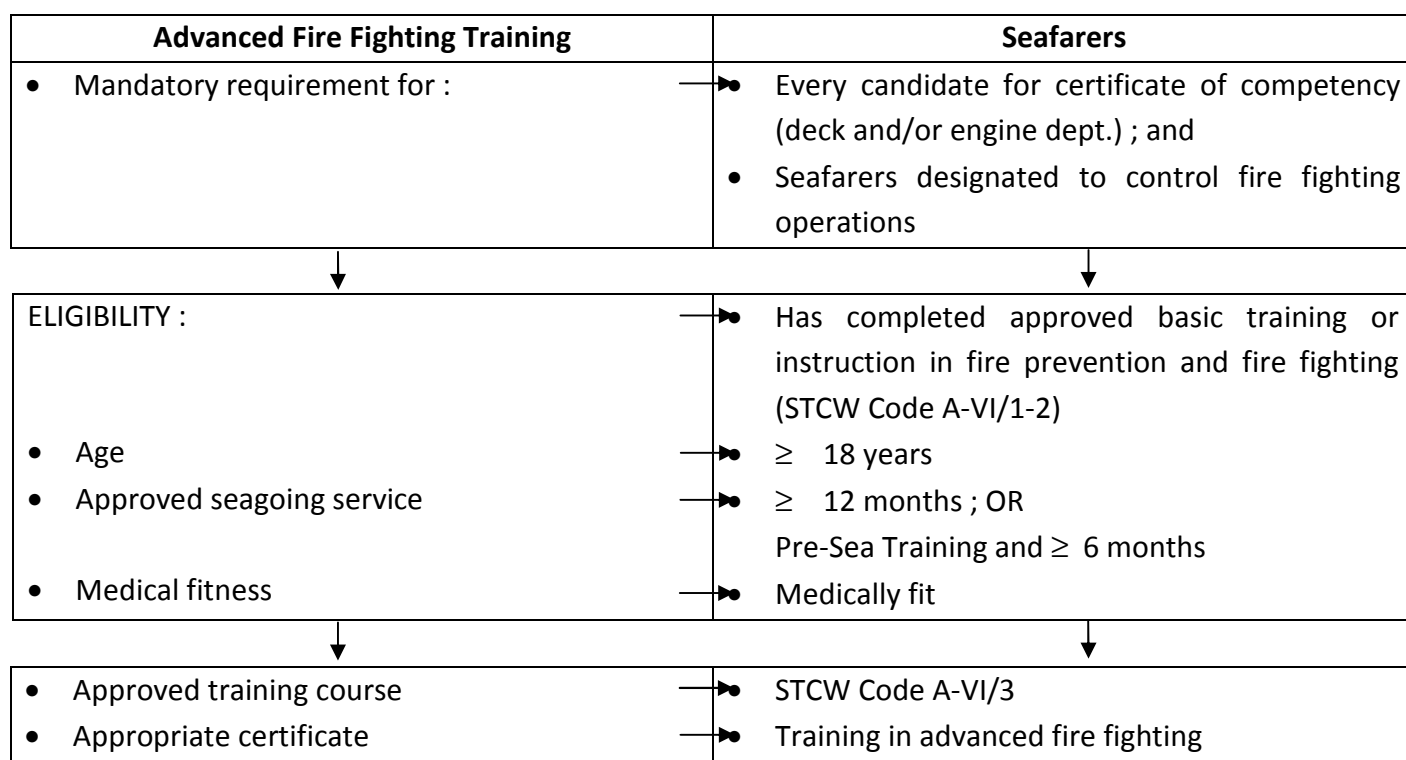 Advanced Fire Fighting Training
Seafarers
• Mandatory requirement for :
• Every candidate for certificate of competency
(deck and/or engine dept.) ; and
• Seafarers designated to control fire fighting
operations
ELIGIBILITY :
• Has completed approved basic training or
instruction in fire prevention and fire fighting
(STCW Code A-VI/1-2)
• Age
• ≥ 18 years
• Approved seagoing service
• ≥ 12 months ; OR
Pre-Sea Training and ≥ 6 months
• Medical fitness
• Medically fit
• Approved training course
• STCW Code A-VI/3
• Appropriate certificate
• Training in advanced fire fighting